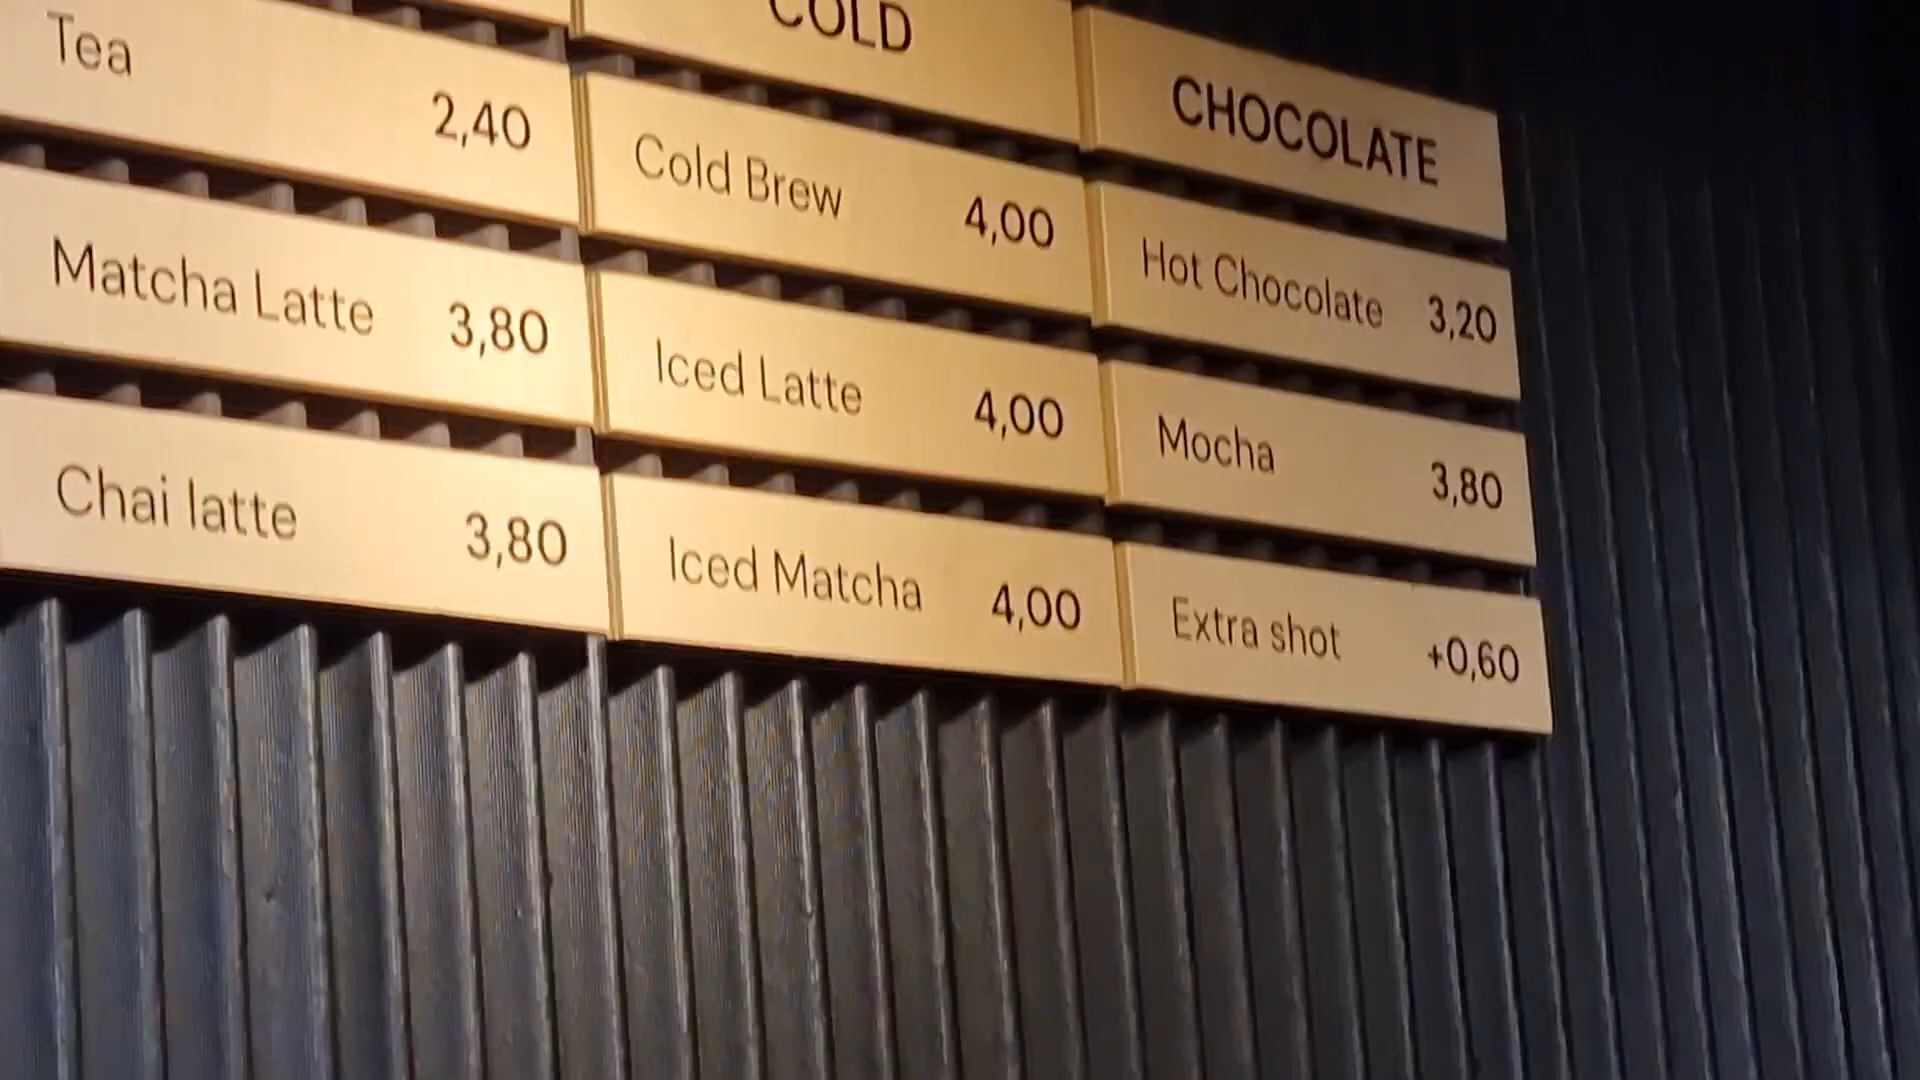 Tea 2,40
Matcha Latte 3,80
Chai latte 3,80
COLD
Cold Brew 4,00
Iced Latte 4,00
Iced Matcha 4,00
CHOCOLATE
Hot Chocolate 3,20
Mocha 3,80
Extra shot +0,60